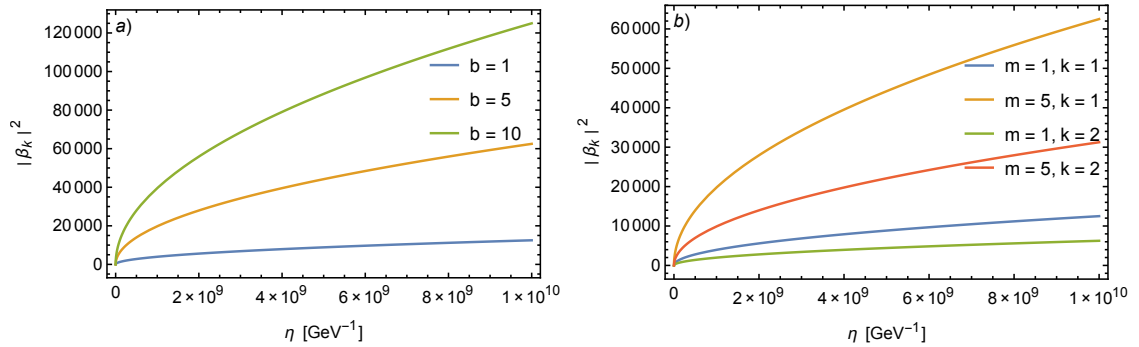 a)
120 000
100 000
80 000
60 000
40 000
20 000
0
|βₖ|²
b = 1
b = 5
b = 10
0 2×10⁹ 4×10⁹ 6×10⁹ 8×10⁹ 1×10¹⁰
η [GeV⁻¹]
b)
60 000
50 000
40 000
30 000
20 000
10 000
0
|βₖ|²
m = 1, k = 1
m = 5, k = 1
m = 1, k = 2
m = 5, k = 2
0 2×10⁹ 4×10⁹ 6×10⁹ 8×10⁹ 1×10¹⁰
η [GeV⁻¹]